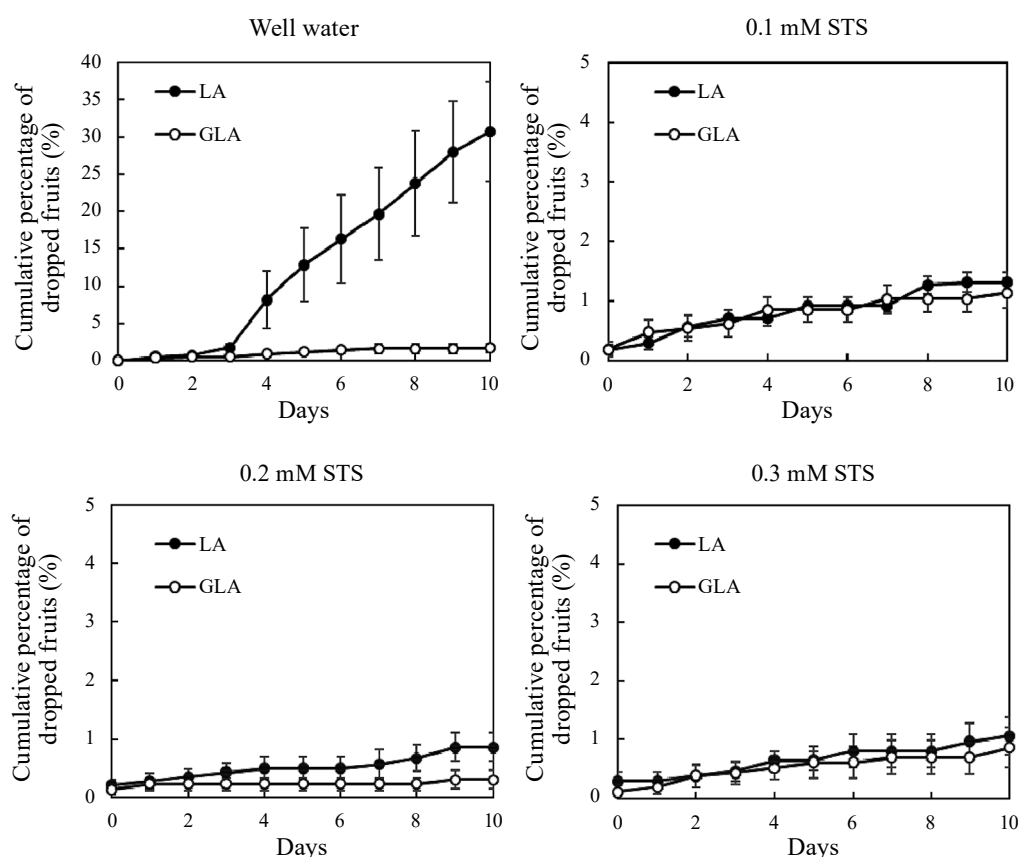 Well water
Cumulative percentage of
dropped fruits (%)
40
35
30
25
20
15
10
5
0
LA
GLA
0 2 4 6 8 10
Days
0.1 mM STS
Cumulative percentage of
dropped fruits (%)
5
4
3
2
1
0
LA
GLA
0 2 4 6 8 10
Days
0.2 mM STS
Cumulative percentage of
dropped fruits (%)
5
4
3
2
1
0
LA
GLA
0 2 4 6 8 10
Days
0.3 mM STS
Cumulative percentage of
dropped fruits (%)
5
4
3
2
1
0
LA
GLA
0 2 4 6 8 10
Days